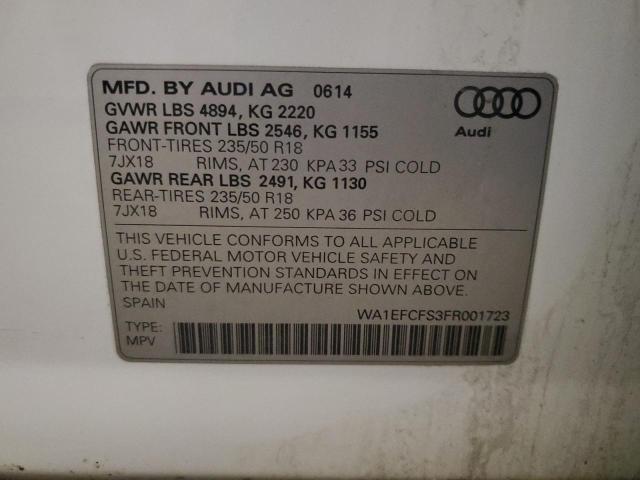 MFD. BY AUDI AG 0614
GVWR LBS 4894, KG 2220
GAWR FRONT LBS 2546, KG 1155
FRONT-TIRES 235/50 R18
7JX18 RIMS, AT 230 KPA 33 PSI COLD
GAWR REAR LBS 2491, KG 1130
REAR-TIRES 235/50 R18
7JX18 RIMS, AT 250 KPA 36 PSI COLD
Audi
THIS VEHICLE CONFORMS TO ALL APPLICABLE
U.S. FEDERAL MOTOR VEHICLE SAFETY AND
THEFT PREVENTION STANDARDS IN EFFECT ON
THE DATE OF MANUFACTURE SHOWN ABOVE.
SPAIN
WA1EFCFS3FR001723
TYPE:
MPV